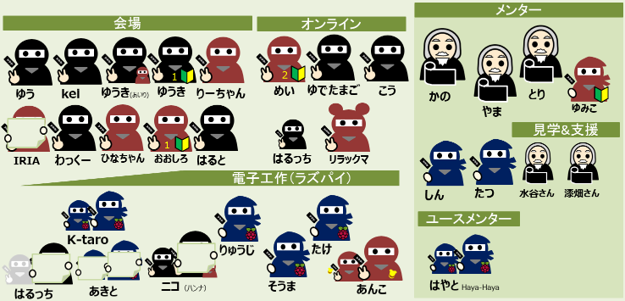 会場
ゆう
kei
ゆうき(あいり)
1
ゆうき
りーちゃん
IRIA
わっくー
ひなちゃん
1
おおしろ
はると
オンライン
2
めい
ゆでたまご
こう
はるっち
リラックマ
電子工作(ラズパイ)
K-taro
はるっち
あきと
ニコ(ハンナ)
りゅうじ
そうま
たけ
あんこ
メンター
かの
やま
とり
ゆみこ
しん
たつ
見学&支援
水谷さん
漆畑さん
ユースメンター
はやと Haya-Haya